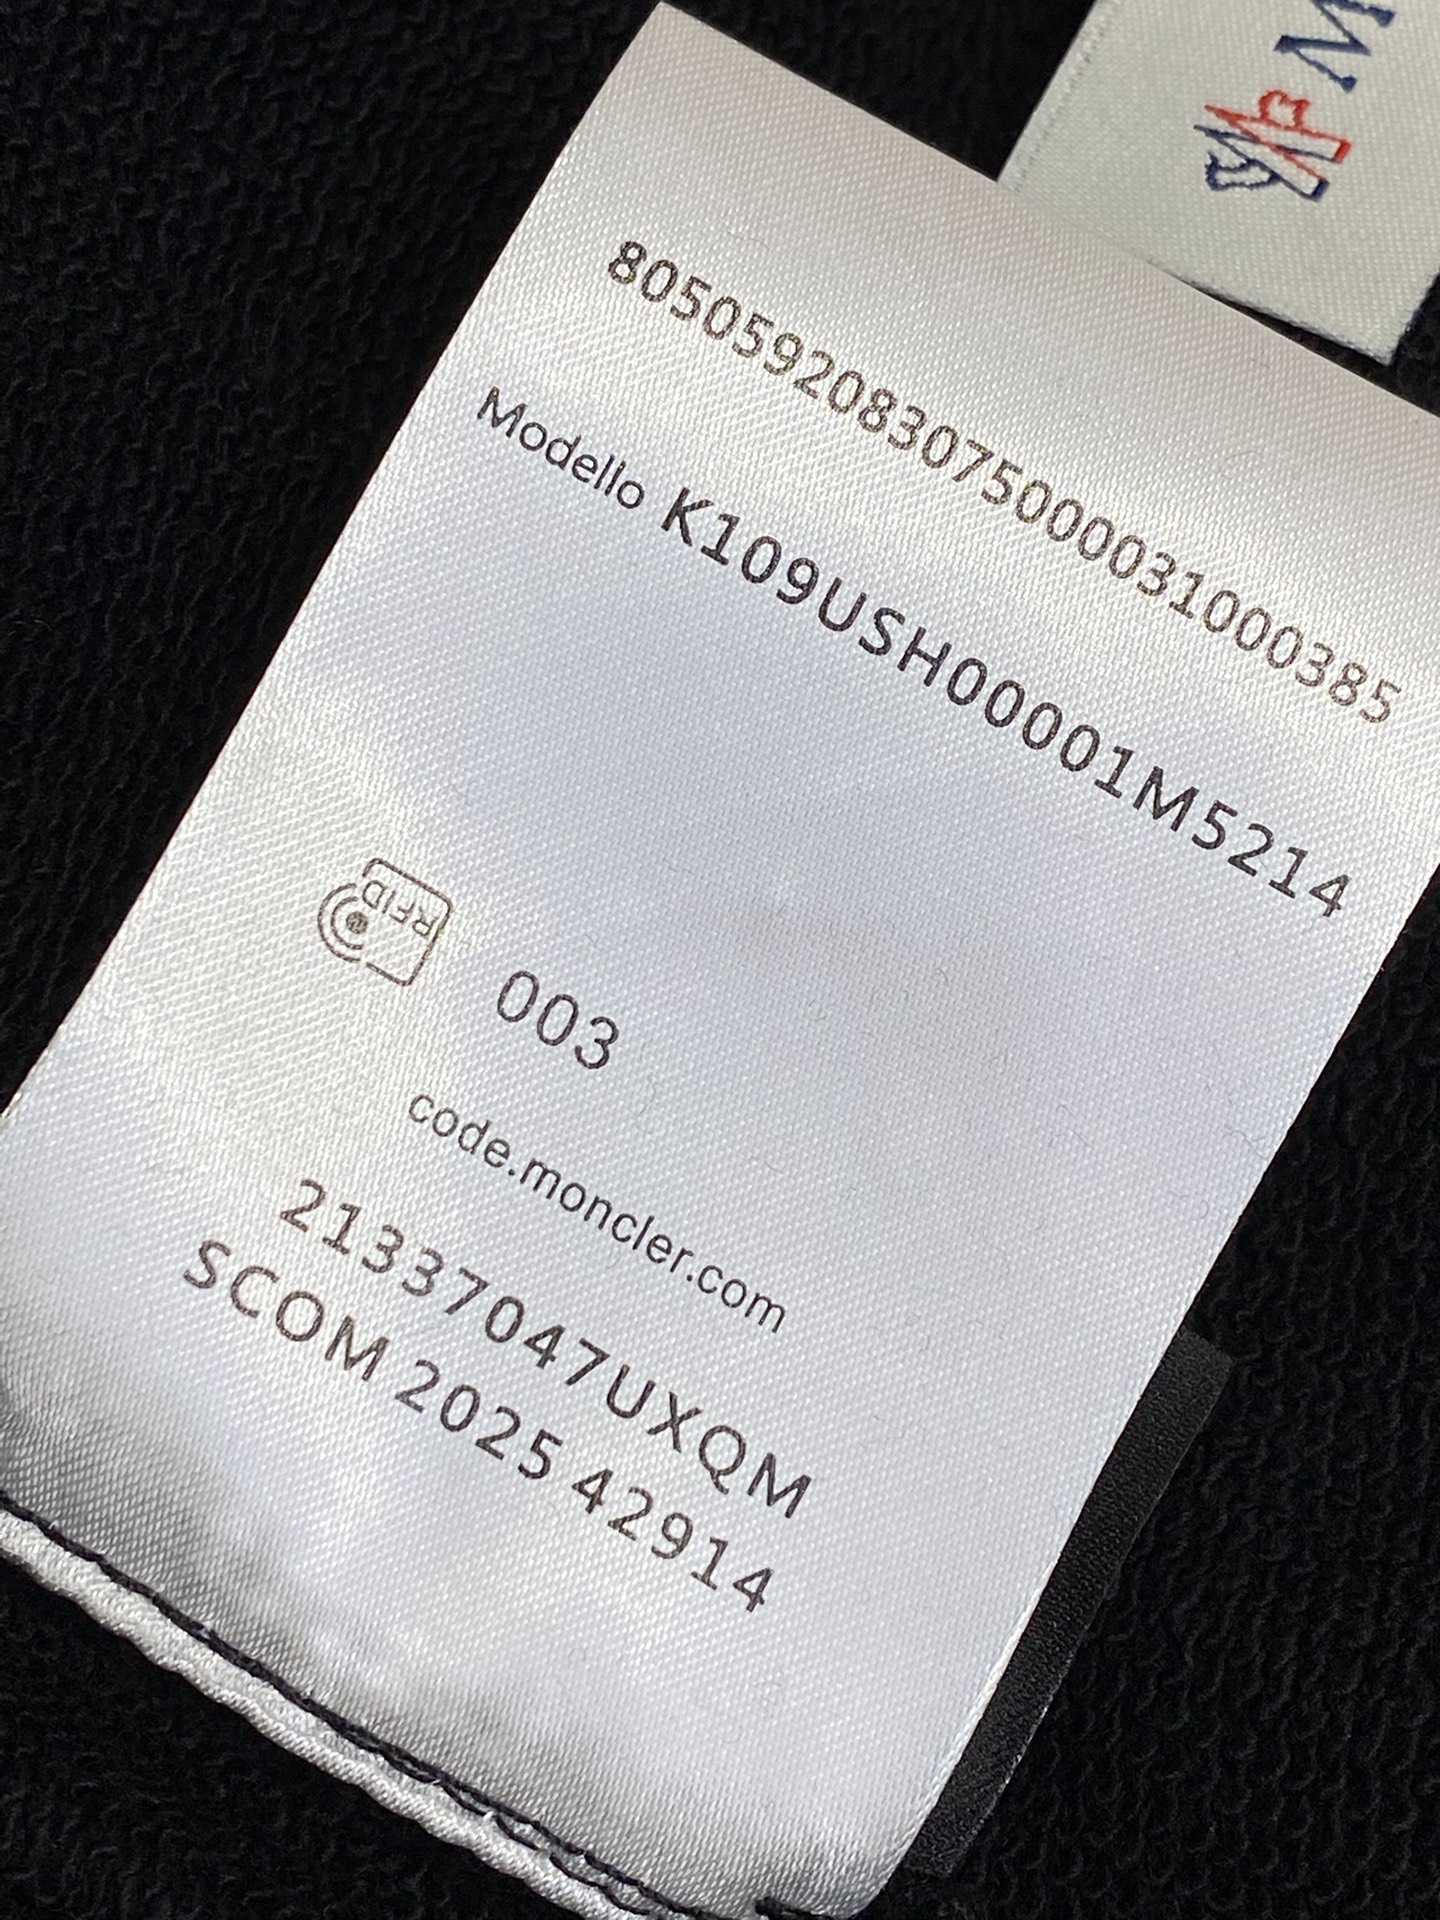 M
8050592083075000031000385
Modello K109USH00001M5214
RFID
003
code.moncler.com
21337047UXQM
SCOM 2025 42914